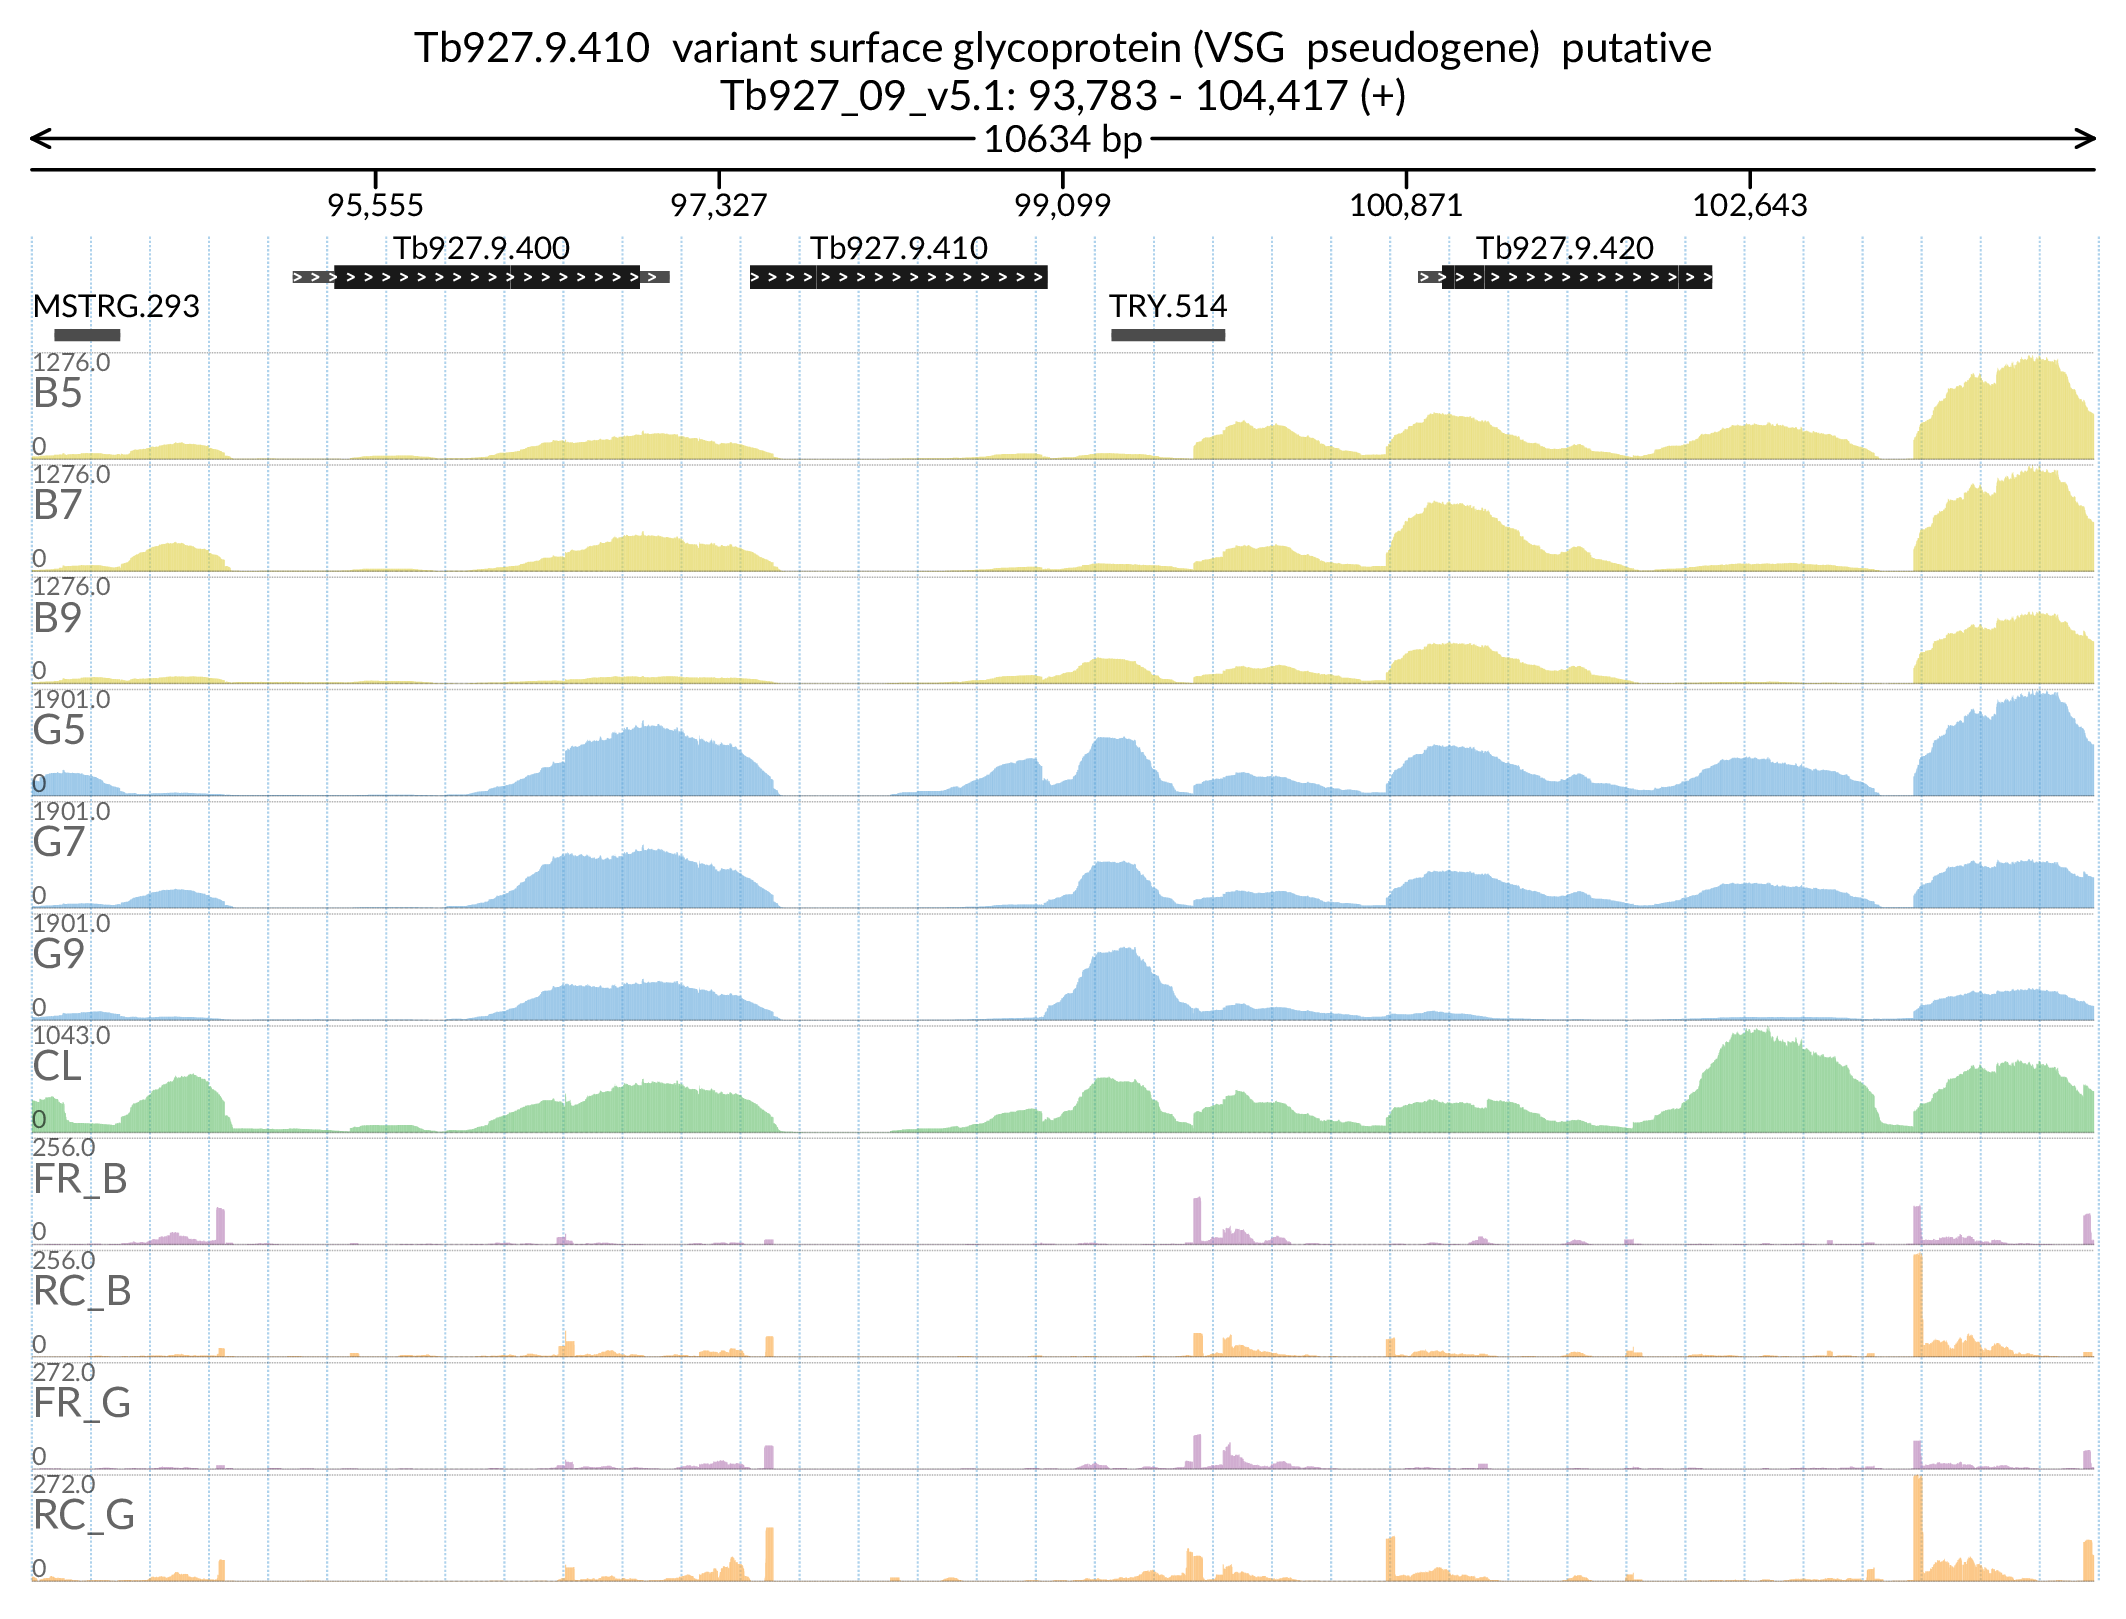 Tb927.9.410  variant surface glycoprotein (VSG  pseudogene)  putative
Tb927_09_v5.1: 93,783 - 104,417 (+)
10634 bp
95,555 97,327 99,099 100,871 102,643
Tb927.9.400 Tb927.9.410 Tb927.9.420
MSTRG.293 TRY.514
1276.0
B5
0
1276.0
B7
0
1276.0
B9
0
1901.0
G5
0
1901.0
G7
0
1901.0
G9
0
1043.0
CL
0
256.0
FR_B
0
256.0
RC_B
0
272.0
FR_G
0
272.0
RC_G
0